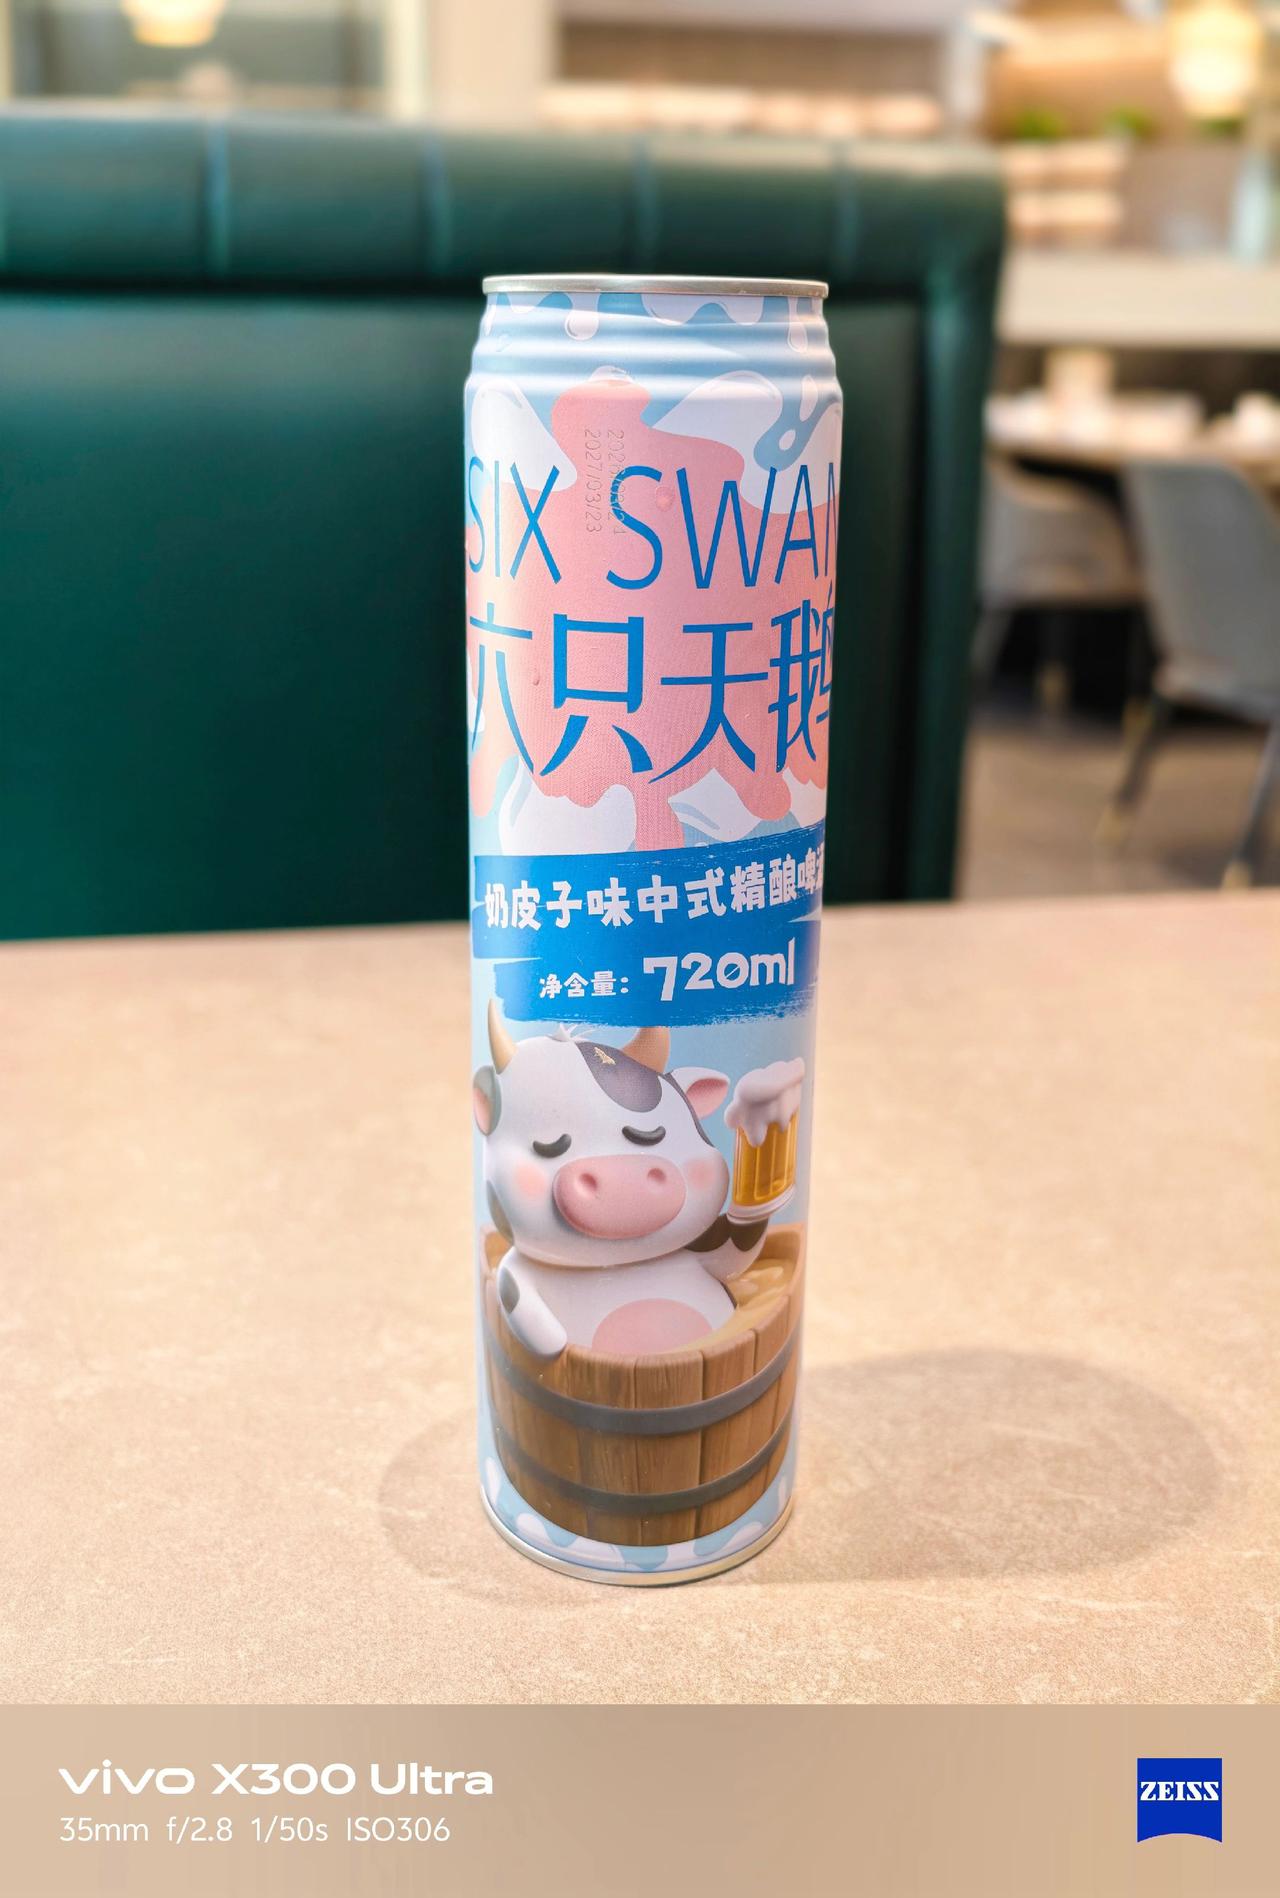 2027/03/23
SIX SWAN
六只天鹅
奶皮子味中式精酿啤酒
净含量：720ml
vivo X300 Ultra
35mm f/2.8 1/50s ISO306
ZEISS